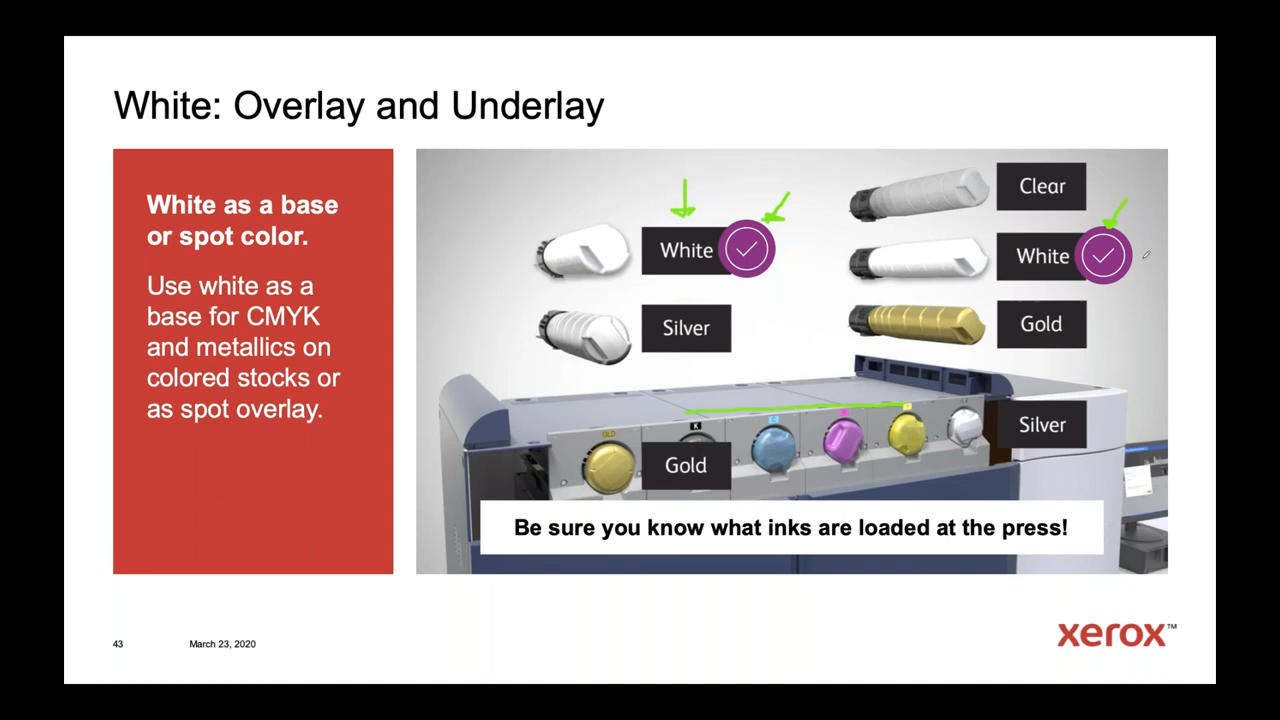 White: Overlay and Underlay
White as a base
or spot color.
Use white as a
base for CMYK
and metallics on
colored stocks or
as spot overlay.
White
Silver
Gold
Clear
White
Gold
Silver
GLD
K
C
M
Y
Be sure you know what inks are loaded at the press!
43
March 23, 2020
xerox™